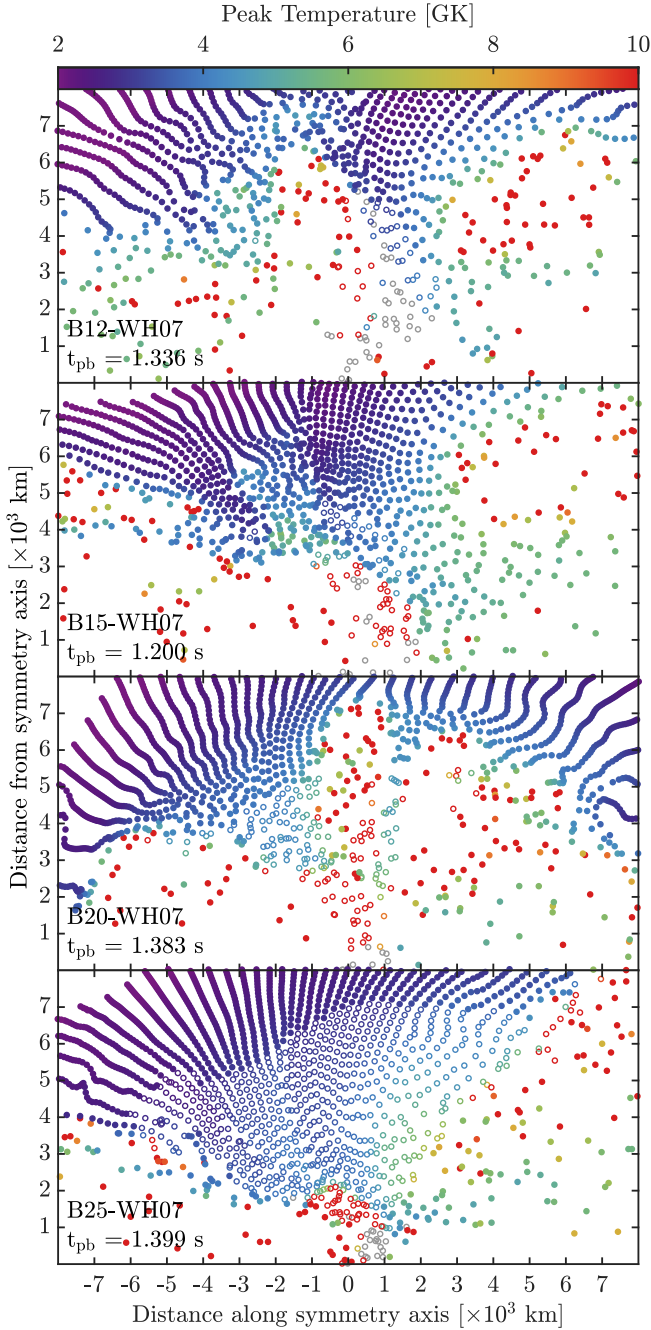 Peak Temperature [GK]
2 4 6 8 10
7
6
5
4
3
2
1
B12-WH07
t_pb = 1.336 s
7
6
5
4
3
2
1
B15-WH07
t_pb = 1.200 s
7
6
5
4
3
2
1
B20-WH07
t_pb = 1.383 s
7
6
5
4
3
2
1
B25-WH07
t_pb = 1.399 s
Distance from symmetry axis [×10³ km]
-7 -6 -5 -4 -3 -2 -1 0 1 2 3 4 5 6 7
Distance along symmetry axis [×10³ km]